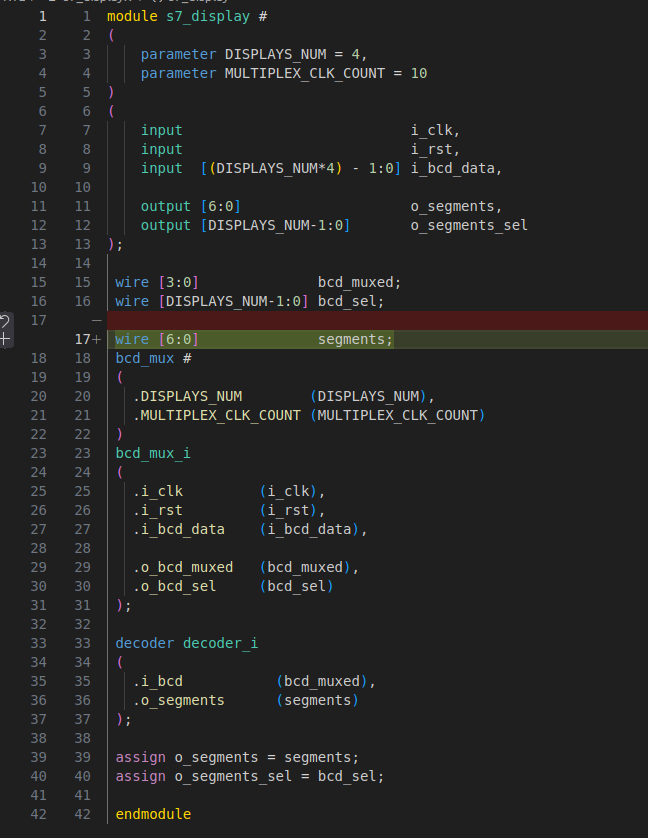 1 1 module s7_display #
2 2 (
3 3 parameter DISPLAYS_NUM = 4,
4 4 parameter MULTIPLEX_CLK_COUNT = 10
5 5 )
6 6 (
7 7 input i_clk,
8 8 input i_rst,
9 9 input [(DISPLAYS_NUM*4) - 1:0] i_bcd_data,
10 10
11 11 output [6:0] o_segments,
12 12 output [DISPLAYS_NUM-1:0] o_segments_sel
13 13 );
14 14
15 15 wire [3:0] bcd_muxed;
16 16 wire [DISPLAYS_NUM-1:0] bcd_sel;
17 —
17+ wire [6:0] segments;
18 18 bcd_mux #
19 19 (
20 20 .DISPLAYS_NUM (DISPLAYS_NUM),
21 21 .MULTIPLEX_CLK_COUNT (MULTIPLEX_CLK_COUNT)
22 22 )
23 23 bcd_mux_i
24 24 (
25 25 .i_clk (i_clk),
26 26 .i_rst (i_rst),
27 27 .i_bcd_data (i_bcd_data),
28 28
29 29 .o_bcd_muxed (bcd_muxed),
30 30 .o_bcd_sel (bcd_sel)
31 31 );
32 32
33 33 decoder decoder_i
34 34 (
35 35 .i_bcd (bcd_muxed),
36 36 .o_segments (segments)
37 37 );
38 38
39 39 assign o_segments = segments;
40 40 assign o_segments_sel = bcd_sel;
41 41
42 42 endmodule